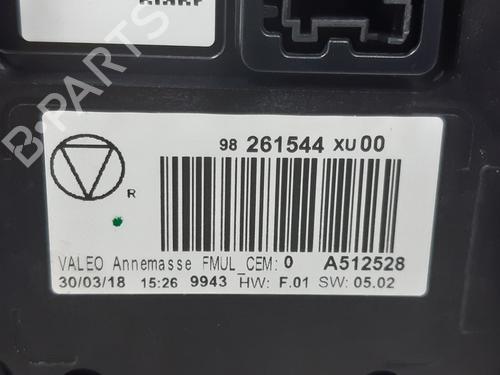 98 261544 XU 00
R
VALEO Annemasse FMUL_CEM: 0 A512528
30/03/18 15:26 9943 HW: F.01 SW: 05.02
B-PARTS